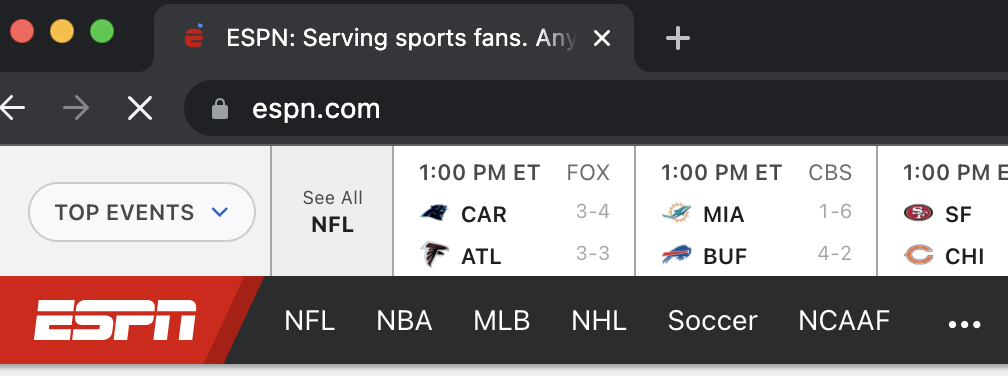 ESPN: Serving sports fans. Any
espn.com
TOP EVENTS
See All
NFL
1:00 PM ET FOX
CAR 3-4
ATL 3-3
1:00 PM ET CBS
MIA 1-6
BUF 4-2
1:00 PM E
SF
CHI
ESPN NFL NBA MLB NHL Soccer NCAAF •••